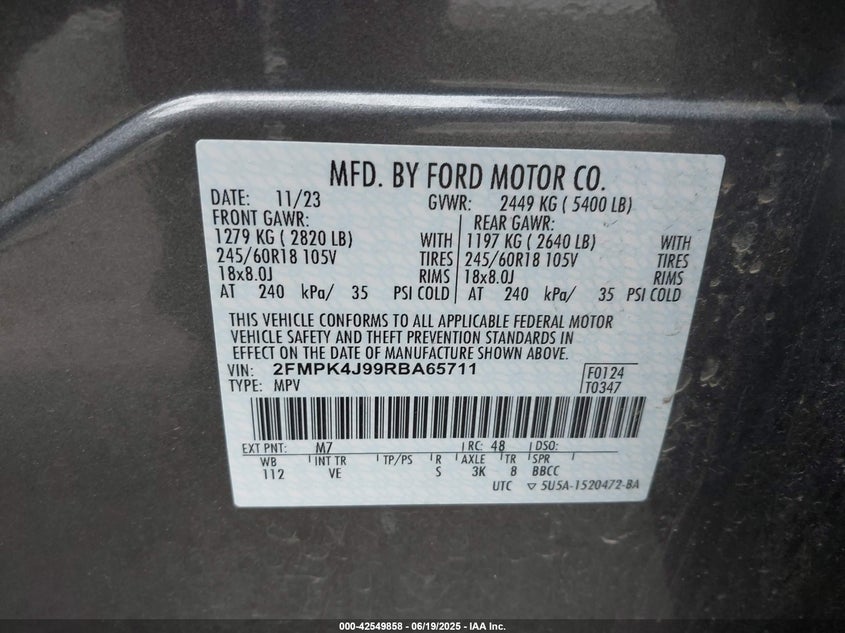 MFD. BY FORD MOTOR CO.
DATE: 11/23 GVWR: 2449 KG ( 5400 LB)
FRONT GAWR: REAR GAWR:
1279 KG ( 2820 LB) WITH 1197 KG ( 2640 LB) WITH
245/60R18 105V TIRES 245/60R18 105V TIRES
18x8.0J RIMS 18x8.0J RIMS
AT 240 kPa/ 35 PSI COLD AT 240 kPa/ 35 PSI COLD
THIS VEHICLE CONFORMS TO ALL APPLICABLE FEDERAL MOTOR
VEHICLE SAFETY AND THEFT PREVENTION STANDARDS IN
EFFECT ON THE DATE OF MANUFACTURE SHOWN ABOVE.
VIN: 2FMPK4J99RBA65711 F0124
TYPE: MPV T0347
EXT PNT: M7 RC: 48 DSO:
WB INT TR TP/PS R AXLE TR SPR
112 VE S 3K 8 BBCC
UTC ▽ 5U5A-1520472-BA
000-42549858 - 06/19/2025 - IAA Inc.